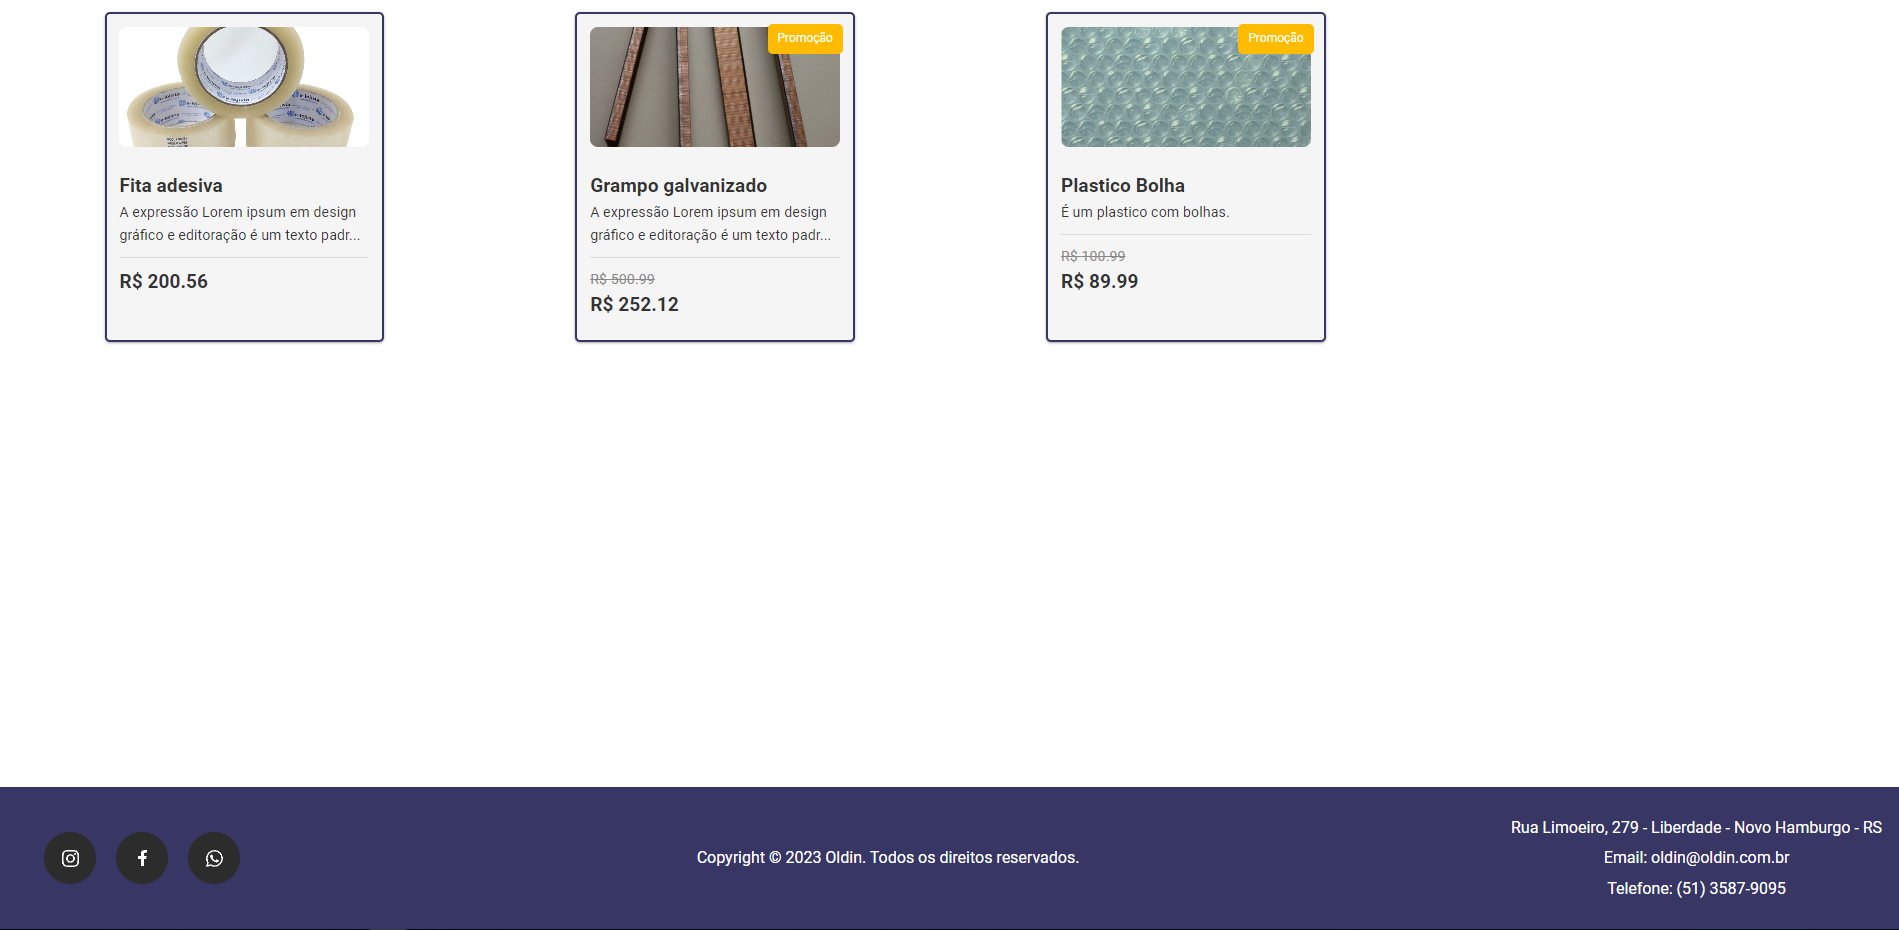 Promoção
Promoção
Fita adesiva
A expressão Lorem ipsum em design
gráfico e editoração é um texto padr...
R$ 200.56
Grampo galvanizado
A expressão Lorem ipsum em design
gráfico e editoração é um texto padr...
R$ 500.99
R$ 252.12
Plastico Bolha
É um plastico com bolhas.
R$ 100.99
R$ 89.99
Copyright © 2023 Oldin. Todos os direitos reservados.
Rua Limoeiro, 279 - Liberdade - Novo Hamburgo - RS
Email: oldin@oldin.com.br
Telefone: (51) 3587-9095